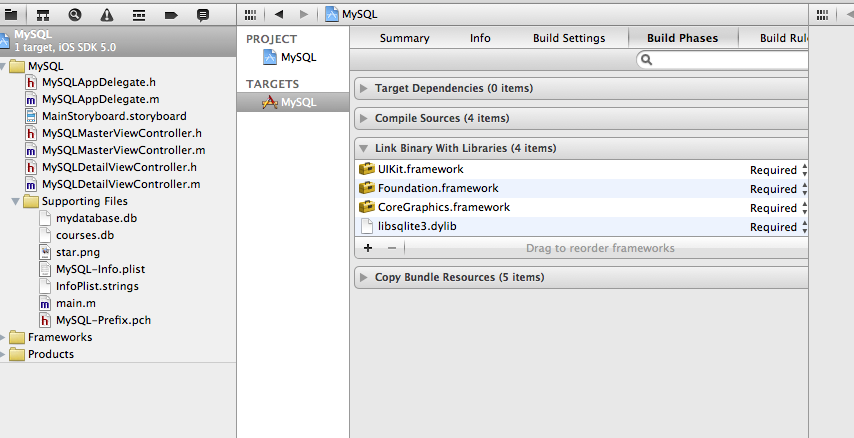 MySQL
1 target, iOS SDK 5.0
MySQL
MySQLAppDelegate.h
MySQLAppDelegate.m
MainStoryboard.storyboard
MySQLMasterViewController.h
MySQLMasterViewController.m
MySQLDetailViewController.h
MySQLDetailViewController.m
Supporting Files
mydatabase.db
courses.db
star.png
MySQL-Info.plist
InfoPlist.strings
main.m
MySQL-Prefix.pch
Frameworks
Products
MySQL
PROJECT
MySQL
TARGETS
MySQL
Summary Info Build Settings Build Phases Build Rul
Target Dependencies (0 items)
Compile Sources (4 items)
Link Binary With Libraries (4 items)
UIKit.framework Required
Foundation.framework Required
CoreGraphics.framework Required
libsqlite3.dylib Required
+ − Drag to reorder frameworks
Copy Bundle Resources (5 items)